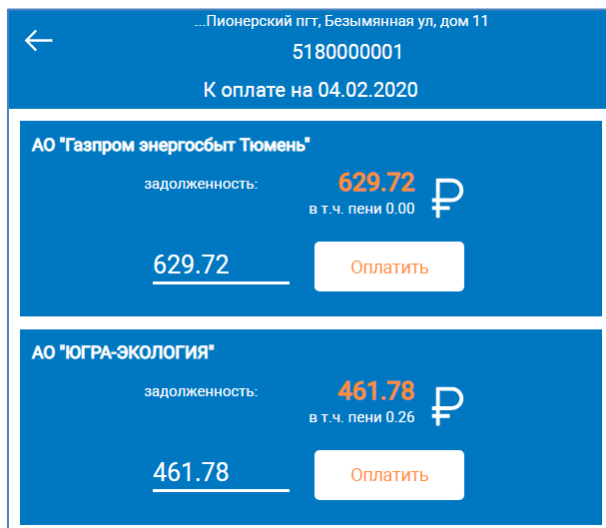 ...Пионерский пгт, Безымянная ул, дом 11
5180000001
К оплате на 04.02.2020
АО "Газпром энергосбыт Тюмень"
задолженность: 629.72 ₽
в т.ч. пени 0.00
629.72 Оплатить
АО "ЮГРА-ЭКОЛОГИЯ"
задолженность: 461.78 ₽
в т.ч. пени 0.26
461.78 Оплатить